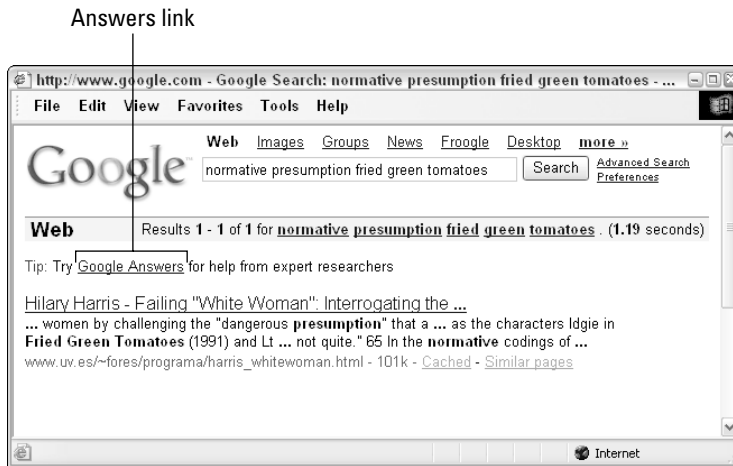 Answers link
http://www.google.com - Google Search: normative presumption fried green tomatoes - ...
File Edit View Favorites Tools Help
Google™
Web Images Groups News Froogle Desktop more »
normative presumption fried green tomatoes Search Advanced Search
Preferences
Web Results 1 - 1 of 1 for normative presumption fried green tomatoes . (1.19 seconds)
Tip: Try Google Answers for help from expert researchers
Hilary Harris - Failing "White Woman": Interrogating the ...
... women by challenging the "dangerous presumption" that a ... as the characters Idgie in
Fried Green Tomatoes (1991) and Lt ... not quite." 65 In the normative codings of ...
www.uv.es/~fores/programa/harris_whitewoman.html - 101k - Cached - Similar pages
Internet